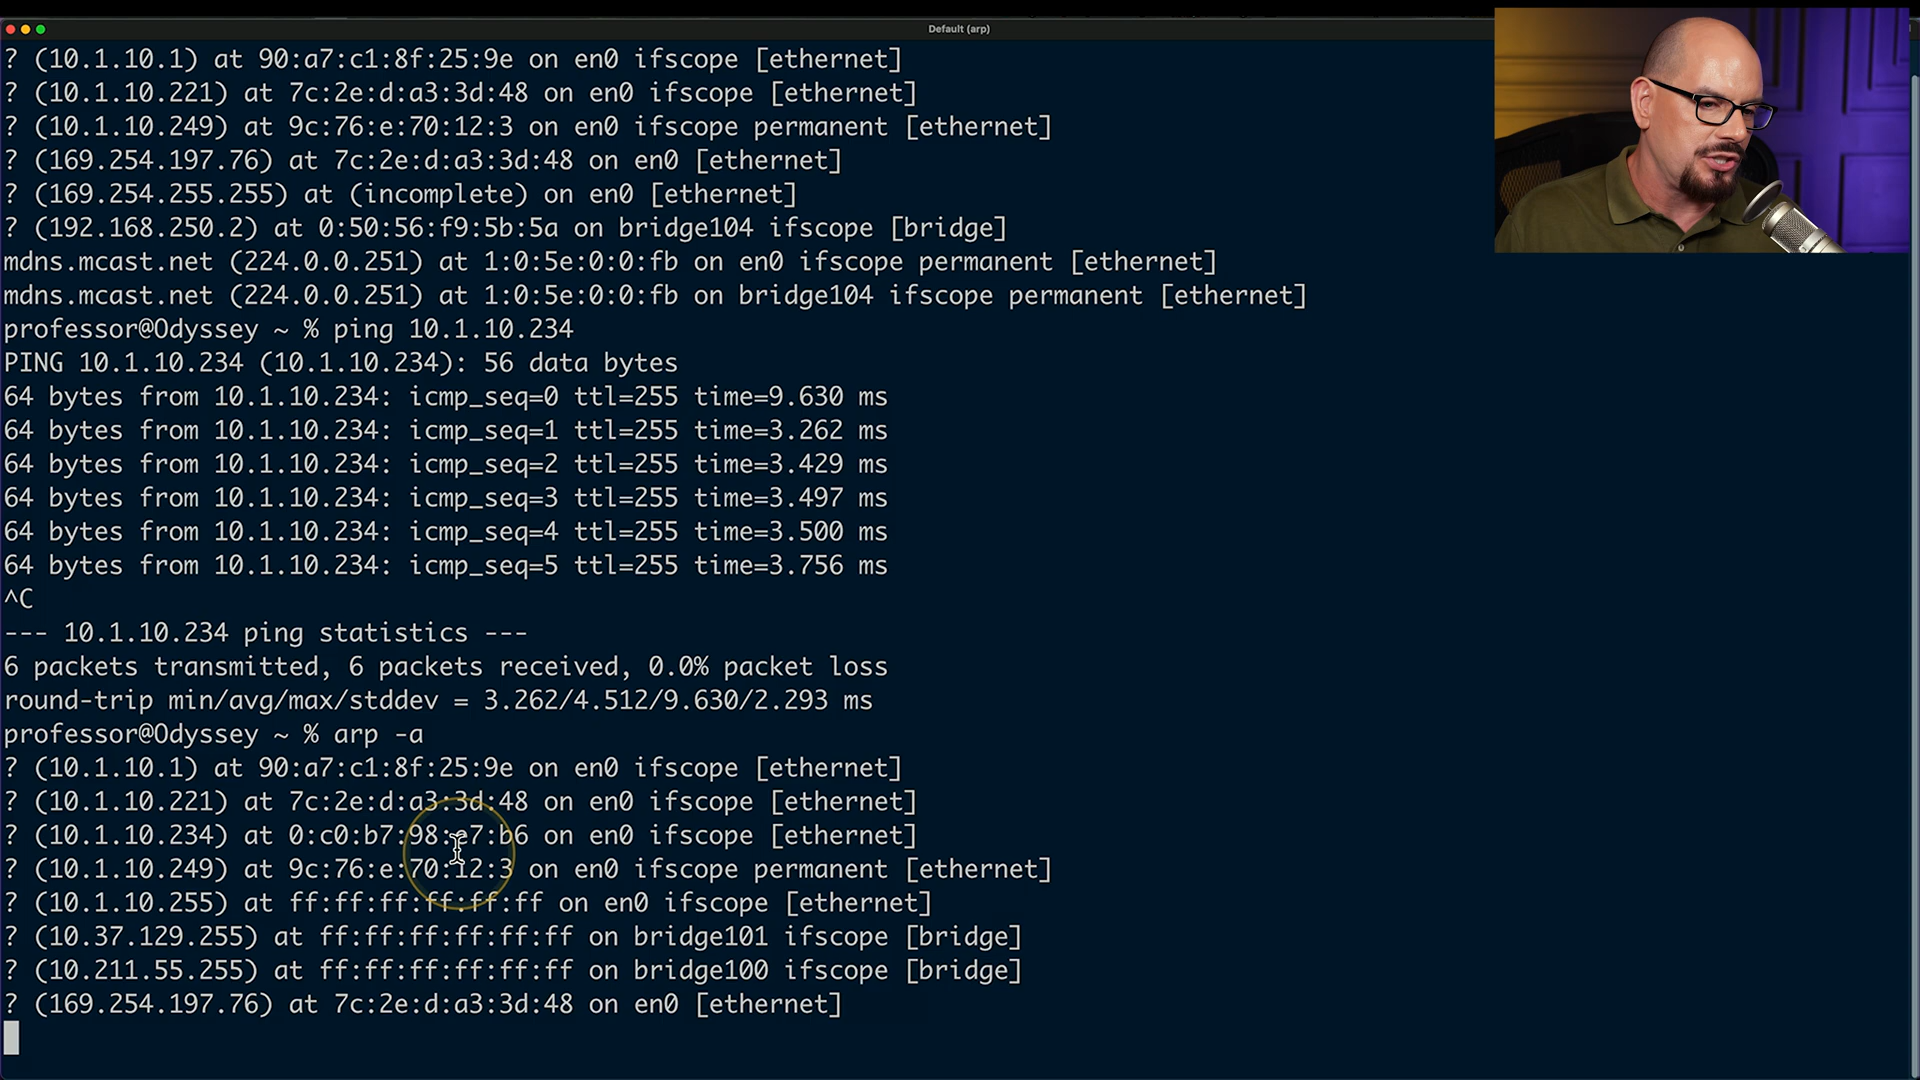 Default (arp)
? (10.1.10.1) at 90:a7:c1:8f:25:9e on en0 ifscope [ethernet]
? (10.1.10.221) at 7c:2e:d:a3:3d:48 on en0 ifscope [ethernet]
? (10.1.10.249) at 9c:76:e:70:12:3 on en0 ifscope permanent [ethernet]
? (169.254.197.76) at 7c:2e:d:a3:3d:48 on en0 [ethernet]
? (169.254.255.255) at (incomplete) on en0 [ethernet]
? (192.168.250.2) at 0:50:56:f9:5b:5a on bridge104 ifscope [bridge]
mdns.mcast.net (224.0.0.251) at 1:0:5e:0:0:fb on en0 ifscope permanent [ethernet]
mdns.mcast.net (224.0.0.251) at 1:0:5e:0:0:fb on bridge104 ifscope permanent [ethernet]
professor@Odyssey ~ % ping 10.1.10.234
PING 10.1.10.234 (10.1.10.234): 56 data bytes
64 bytes from 10.1.10.234: icmp_seq=0 ttl=255 time=9.630 ms
64 bytes from 10.1.10.234: icmp_seq=1 ttl=255 time=3.262 ms
64 bytes from 10.1.10.234: icmp_seq=2 ttl=255 time=3.429 ms
64 bytes from 10.1.10.234: icmp_seq=3 ttl=255 time=3.497 ms
64 bytes from 10.1.10.234: icmp_seq=4 ttl=255 time=3.500 ms
64 bytes from 10.1.10.234: icmp_seq=5 ttl=255 time=3.756 ms
^C
--- 10.1.10.234 ping statistics ---
6 packets transmitted, 6 packets received, 0.0% packet loss
round-trip min/avg/max/stddev = 3.262/4.512/9.630/2.293 ms
professor@Odyssey ~ % arp -a
? (10.1.10.1) at 90:a7:c1:8f:25:9e on en0 ifscope [ethernet]
? (10.1.10.221) at 7c:2e:d:a3:3d:48 on en0 ifscope [ethernet]
? (10.1.10.234) at on en0 ifscope [ethernet]
? (10.1.10.249) at 9c:76:e:70:12:3 on en0 ifscope permanent [ethernet]
? (10.1.10.255) at ff:ff:ff:ff:ff:ff on en0 ifscope [ethernet]
? (10.37.129.255) at ff:ff:ff:ff:ff:ff on bridge101 ifscope [bridge]
? (10.211.55.255) at ff:ff:ff:ff:ff:ff on bridge100 ifscope [bridge]
? (169.254.197.76) at 7c:2e:d:a3:3d:48 on en0 [ethernet]